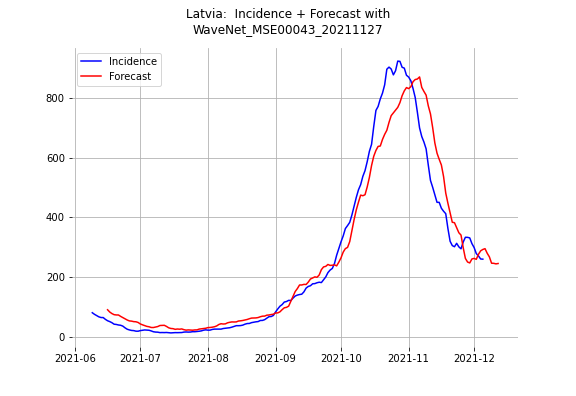 Latvia:  Incidence + Forecast with
WaveNet_MSE00043_20211127
Incidence
Forecast
800
600
400
200
0
2021-06 2021-07 2021-08 2021-09 2021-10 2021-11 2021-12